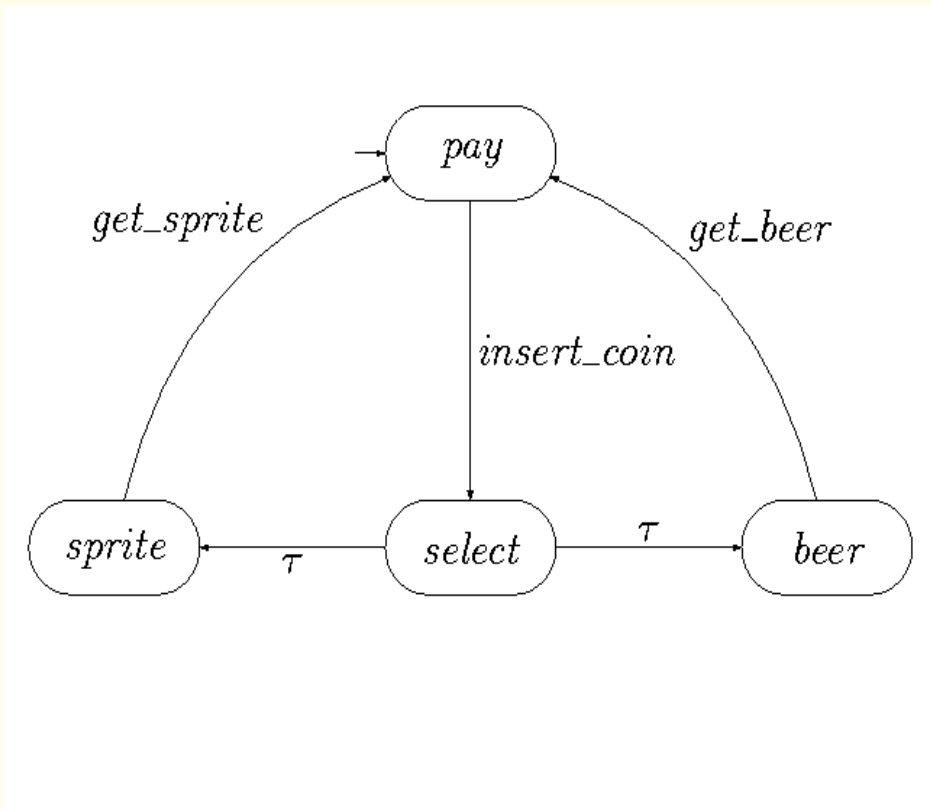 pay
get_sprite
get_beer
insert_coin
τ
sprite
select
beer
τ